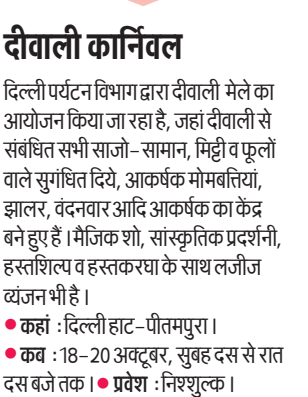 दीवाली कार्निवल
दिल्ली पर्यटन विभाग द्वारा दीवाली मेले का
आयोजन किया जा रहा है, जहां दीवाली से
संबंधित सभी साजो-सामान, मिट्टी व फूलों
वाले सुगंधित दिये, आकर्षक मोमबत्तियां,
झालर, वंदनवार आदि आकर्षक का केंद्र
बने हुए हैं । मैजिक शो, सांस्कृतिक प्रदर्शनी,
हस्तशिल्प व हस्तकरघा के साथ लजीज
व्यंजन भी है ।
● कहां : दिल्ली हाट-पीतमपुरा ।
● कब : 18-20 अक्टूबर, सुबह दस से रात
दस बजे तक । ● प्रवेश : निश्शुल्क ।